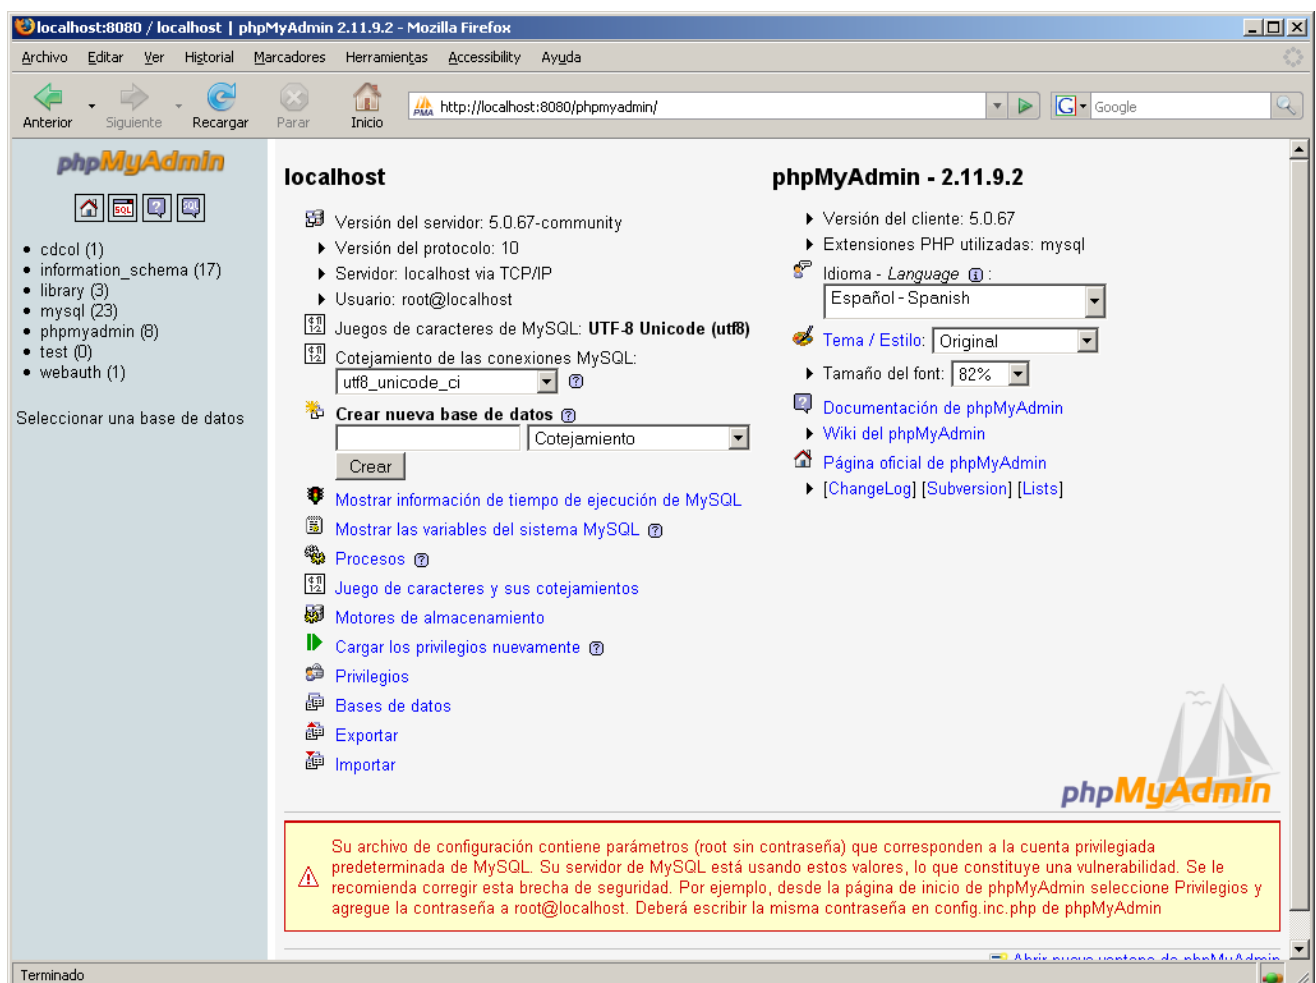 localhost:8080 / localhost | phpMyAdmin 2.11.9.2 - Mozilla Firefox
Archivo Editar Ver Historial Marcadores Herramientas Accessibility Ayuda
Anterior Siguiente Recargar Parar Inicio
PMA http://localhost:8080/phpmyadmin/
G Google
phpMyAdmin
SQL ? SQL
cdcol (1)
information_schema (17)
library (3)
mysql (23)
phpmyadmin (8)
test (0)
webauth (1)
Seleccionar una base de datos
localhost
Versión del servidor: 5.0.67-community
Versión del protocolo: 10
Servidor: localhost via TCP/IP
Usuario: root@localhost
Juegos de caracteres de MySQL: UTF-8 Unicode (utf8)
Cotejamiento de las conexiones MySQL:
utf8_unicode_ci ?
Crear nueva base de datos ?
Cotejamiento
Crear
Mostrar información de tiempo de ejecución de MySQL
Mostrar las variables del sistema MySQL ?
Procesos ?
Juego de caracteres y sus cotejamientos
Motores de almacenamiento
Cargar los privilegios nuevamente ?
Privilegios
Bases de datos
Exportar
Importar
phpMyAdmin - 2.11.9.2
Versión del cliente: 5.0.67
Extensiones PHP utilizadas: mysql
Idioma - Language i :
Español - Spanish
Tema / Estilo: Original
Tamaño del font: 82%
Documentación de phpMyAdmin
Wiki del phpMyAdmin
Página oficial de phpMyAdmin
[ChangeLog] [Subversion] [Lists]
phpMyAdmin
Su archivo de configuración contiene parámetros (root sin contraseña) que corresponden a la cuenta privilegiada
predeterminada de MySQL. Su servidor de MySQL está usando estos valores, lo que constituye una vulnerabilidad. Se le
recomienda corregir esta brecha de seguridad. Por ejemplo, desde la página de inicio de phpMyAdmin seleccione Privilegios y
agregue la contraseña a root@localhost. Deberá escribir la misma contraseña en config.inc.php de phpMyAdmin
Abrir nueva ventana de phpMyAdmin
Terminado